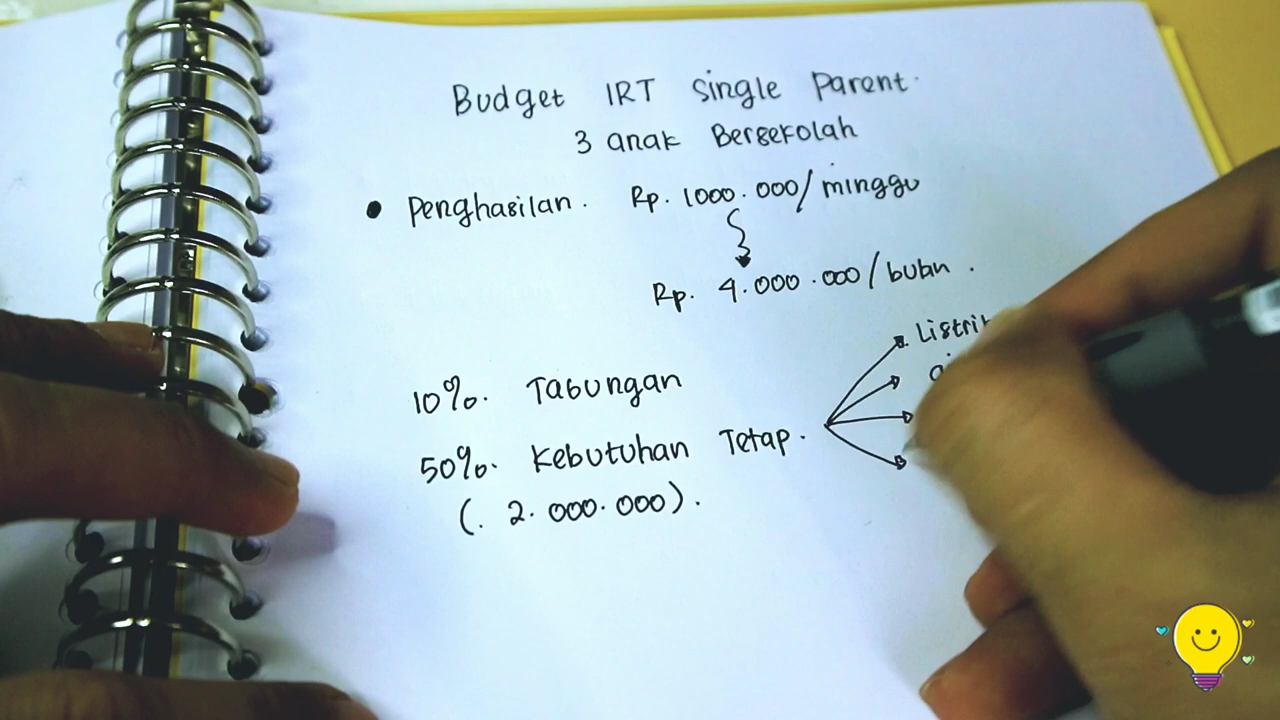 Budget IRT Single Parent.
3 anak Bersekolah
• Penghasilan. Rp. 1000.000/minggu
Rp. 4.000.000/bulan.
10%. Tabungan
50%. Kebutuhan Tetap.
(. 2.000.000).